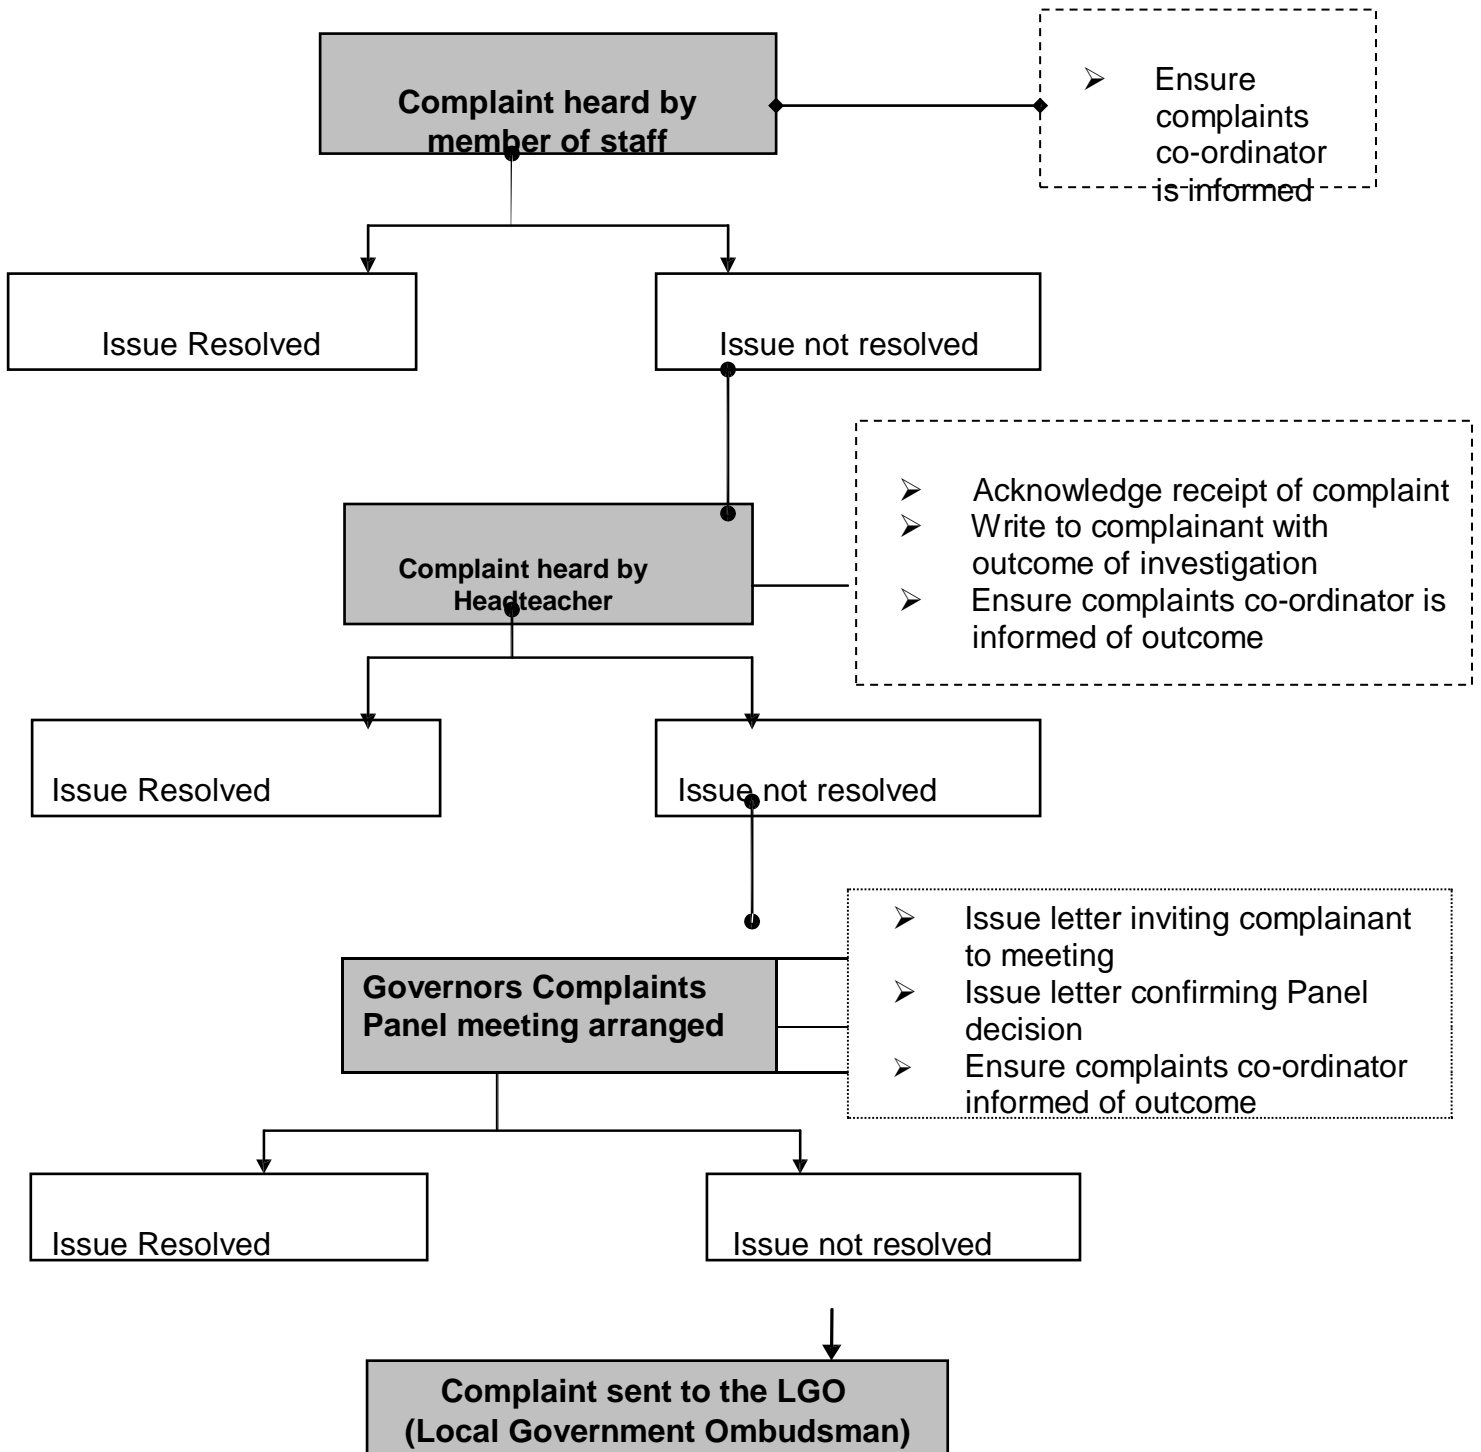 Complaint heard by
member of staff
➢ Ensure
complaints
co-ordinator
is informed
Issue Resolved
Issue not resolved
➢ Acknowledge receipt of complaint
➢ Write to complainant with
outcome of investigation
➢ Ensure complaints co-ordinator is
informed of outcome
Complaint heard by
Headteacher
Issue Resolved
Issue not resolved
➢ Issue letter inviting complainant
to meeting
➢ Issue letter confirming Panel
decision
➢ Ensure complaints co-ordinator
informed of outcome
Governors Complaints
Panel meeting arranged
Issue Resolved
Issue not resolved
Complaint sent to the LGO
(Local Government Ombudsman)